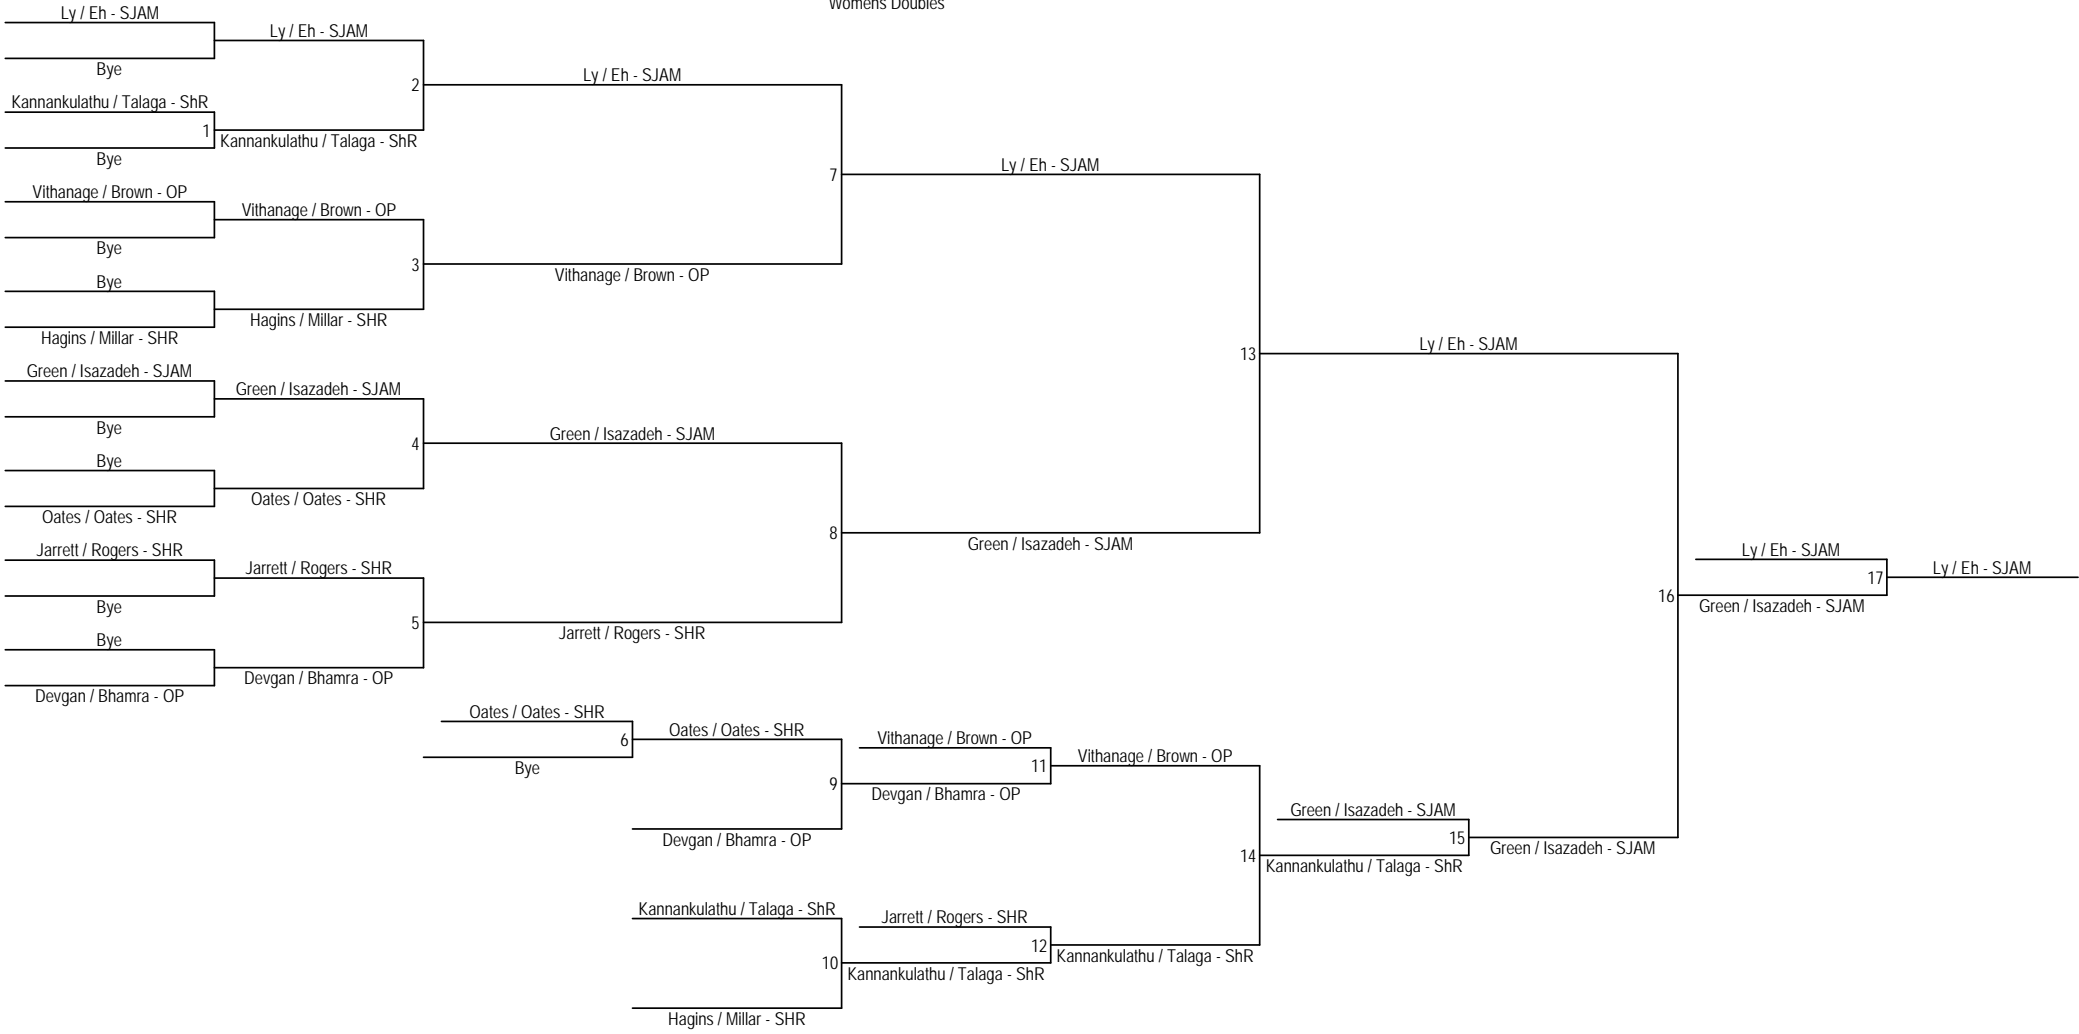 Womens Doubles
Ly / Eh - SJAM
Ly / Eh - SJAM
Bye
2
Ly / Eh - SJAM
Kannankulathu / Talaga - ShR
1
Kannankulathu / Talaga - ShR
Bye
7
Ly / Eh - SJAM
Vithanage / Brown - OP
Vithanage / Brown - OP
Bye
3
Vithanage / Brown - OP
Bye
Hagins / Millar - SHR
Hagins / Millar - SHR
13
Ly / Eh - SJAM
Green / Isazadeh - SJAM
Green / Isazadeh - SJAM
Bye
4
Green / Isazadeh - SJAM
Bye
Oates / Oates - SHR
Oates / Oates - SHR
8
Green / Isazadeh - SJAM
Jarrett / Rogers - SHR
Jarrett / Rogers - SHR
Bye
5
Jarrett / Rogers - SHR
Bye
Devgan / Bhamra - OP
Devgan / Bhamra - OP
16
Ly / Eh - SJAM
17
Ly / Eh - SJAM
Green / Isazadeh - SJAM
Oates / Oates - SHR
6
Oates / Oates - SHR
Bye
9
Vithanage / Brown - OP
11
Vithanage / Brown - OP
Devgan / Bhamra - OP
Devgan / Bhamra - OP
14
Green / Isazadeh - SJAM
15
Green / Isazadeh - SJAM
Kannankulathu / Talaga - ShR
Kannankulathu / Talaga - ShR
10
Jarrett / Rogers - SHR
12
Kannankulathu / Talaga - ShR
Kannankulathu / Talaga - ShR
Hagins / Millar - SHR